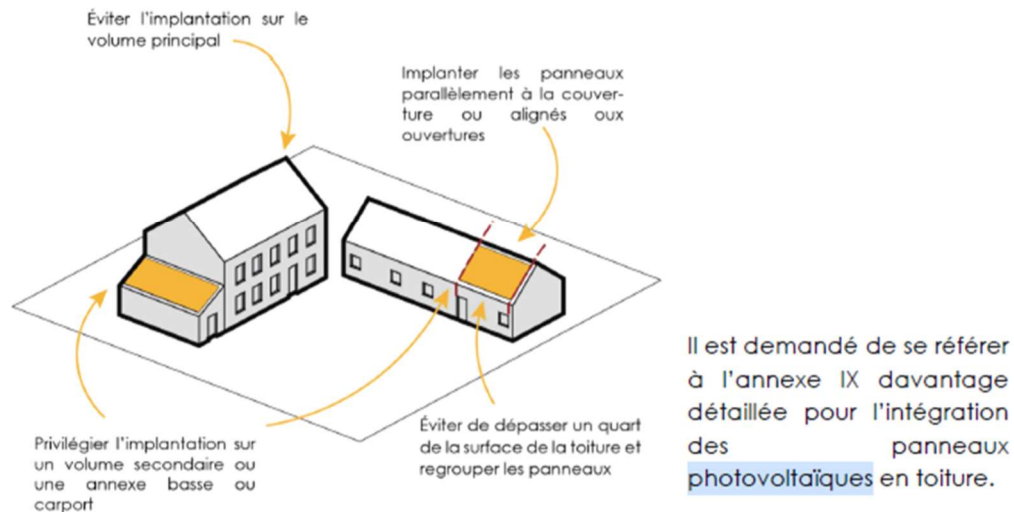 Éviter l'implantation sur le
volume principal
Implanter les panneaux
parallèlement à la couver-
ture ou alignés oux
ouvertures
Privilégier l'implantation sur
un volume secondaire ou
une annexe basse ou
carport
Éviter de dépasser un quart
de la surface de la toiture et
regrouper les panneaux
Il est demandé de se référer
à l'annexe IX davantage
détaillée pour l'intégration
des panneaux
photovoltaïques en toiture.